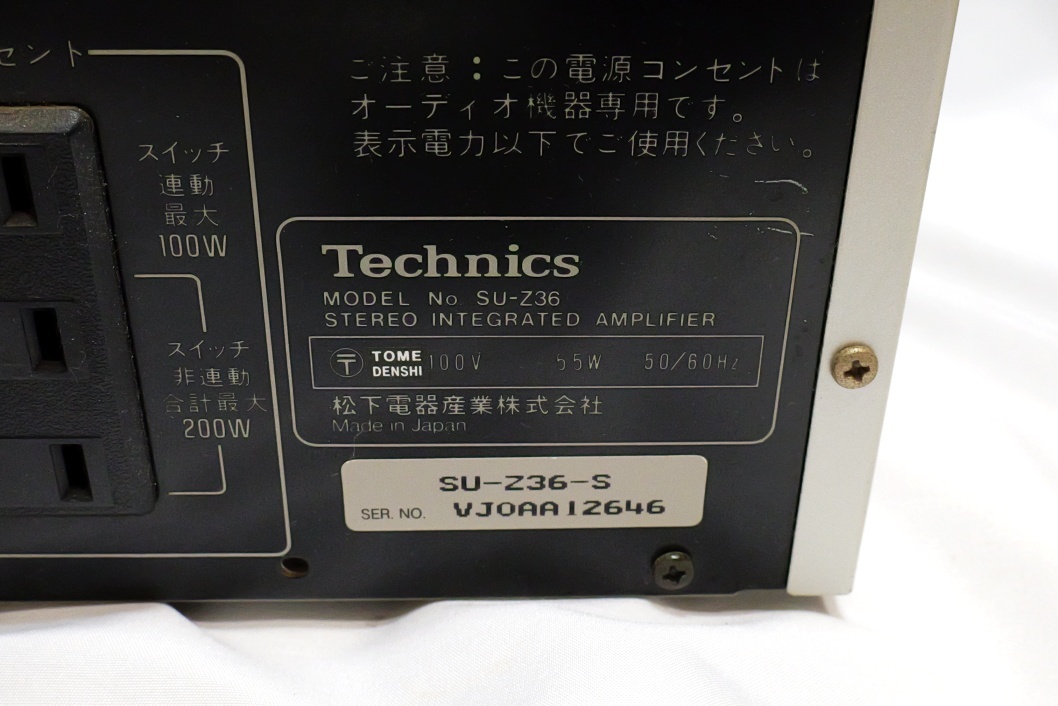 セント
スイッチ
連動
最大
100W
スイッチ
非連動
合計最大
200W
ご注意：この電源コンセントは
オーディオ機器専用です。
表示電力以下でご使用ください。
Technics
MODEL No. SU-Z36
STEREO INTEGRATED AMPLIFIER
〒 TOME DENSHI 100V 55W 50/60Hz
松下電器産業株式会社
Made in Japan
SU-Z36-S
SER. NO. VJ0AA12646